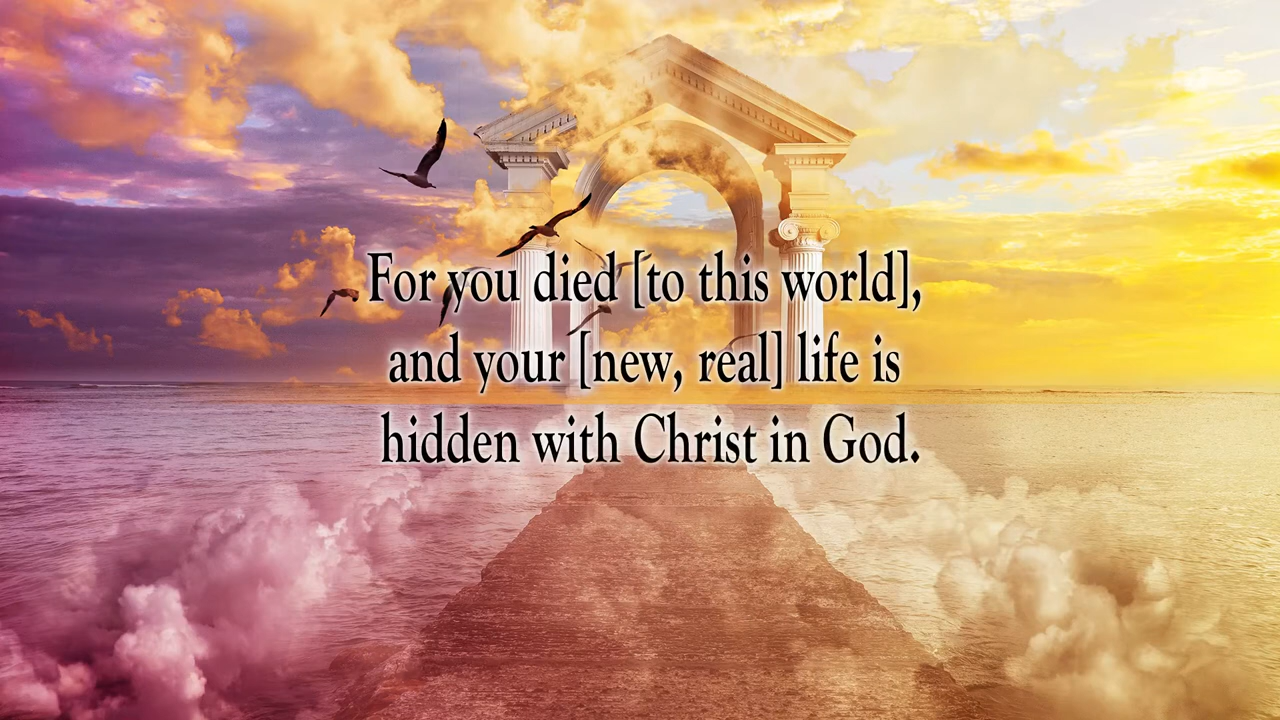 For you died [to this world],
and your [new, real] life is
hidden with Christ in God.